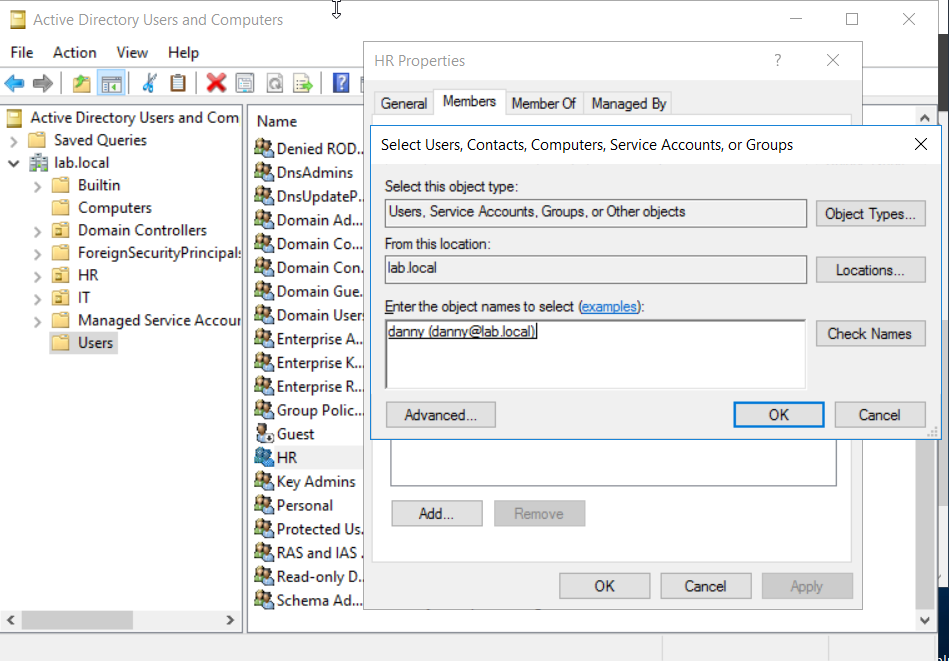 Active Directory Users and Computers
File Action View Help
Active Directory Users and Com
Saved Queries
lab.local
Builtin
Computers
Domain Controllers
ForeignSecurityPrincipals
HR
IT
Managed Service Accour
Users
Name
Denied ROD...
DnsAdmins
DnsUpdateP...
Domain Ad...
Domain Co...
Domain Con...
Domain Gue...
Domain Users
Enterprise A...
Enterprise K...
Enterprise R...
Group Polic...
Guest
HR
Key Admins
Personal
Protected Us...
RAS and IAS ...
Read-only D...
Schema Ad...
HR Properties
?
General Members Member Of Managed By
Select Users, Contacts, Computers, Service Accounts, or Groups
Select this object type:
Users, Service Accounts, Groups, or Other objects
Object Types...
From this location:
lab.local
Locations...
Enter the object names to select (examples):
danny (danny@lab.local)
Check Names
Advanced...
OK
Cancel
Add...
Remove
OK
Cancel
Apply